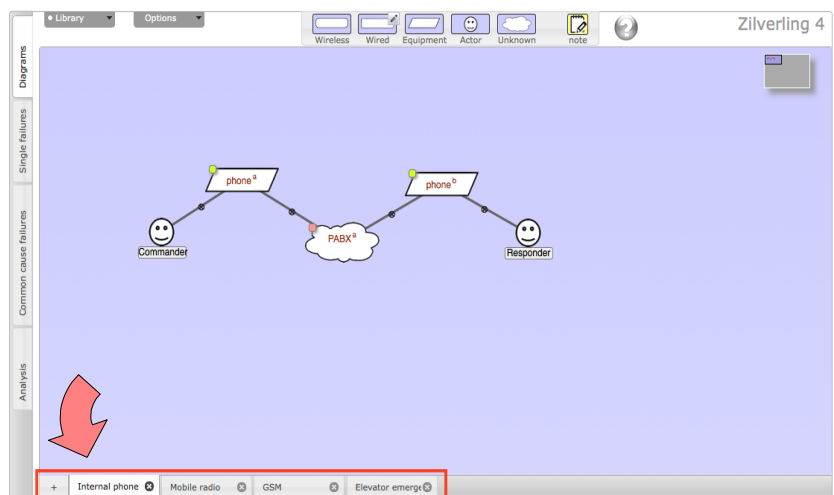 ● Library ▼ Options ▼
Wireless Wired Equipment Actor Unknown note
?
Zilverling 4
Diagrams
Single failures
Common cause failures
Analysis
phone a
phone b
PABX a
Commander
Responder
+ Internal phone Mobile radio GSM Elevator emerge